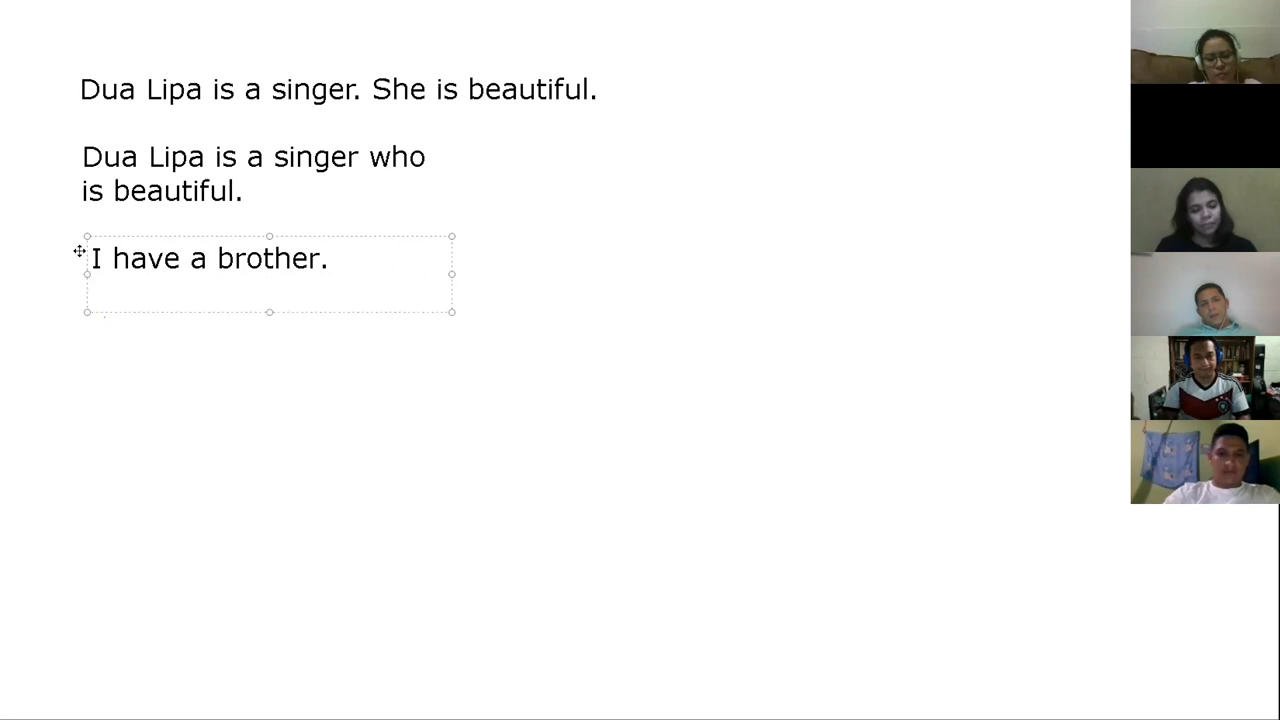 Dua Lipa is a singer. She is beautiful.
Dua Lipa is a singer who
is beautiful.
I have a brother.